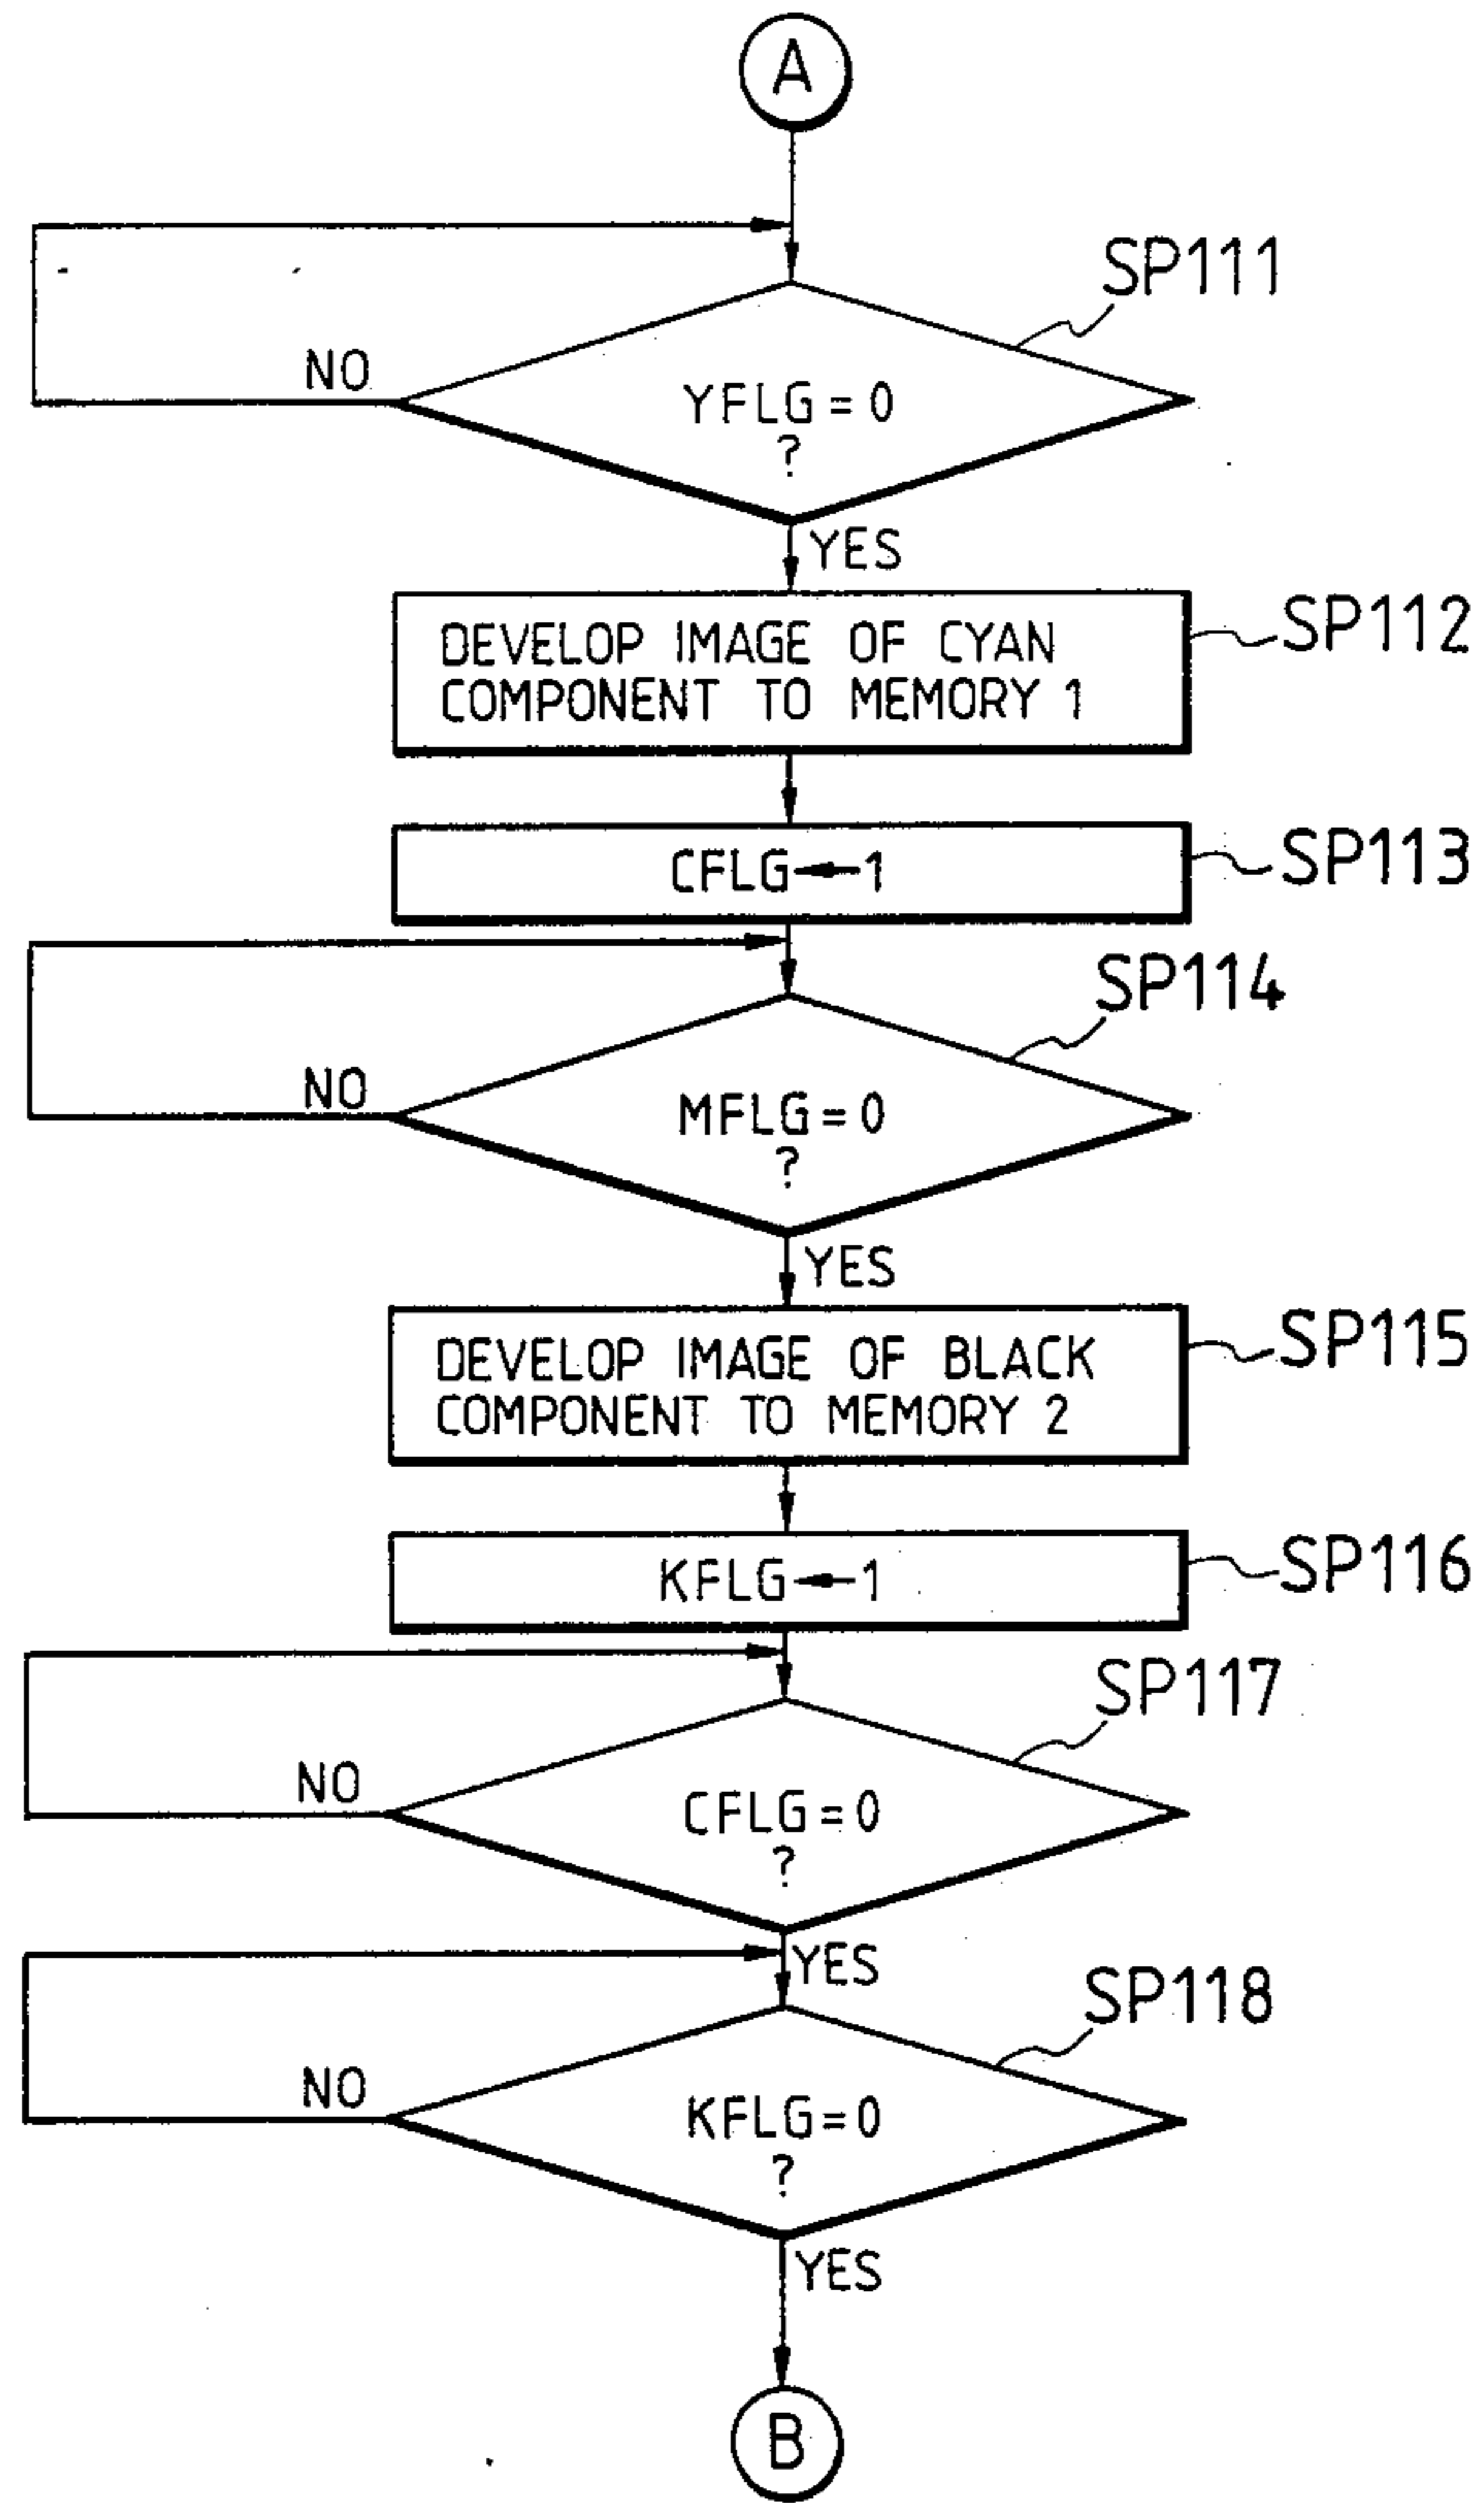 A
SP111
NO
YFLG=0
?
YES
DEVELOP IMAGE OF CYAN
COMPONENT TO MEMORY 1
SP112
CFLG←1
SP113
SP114
NO
MFLG=0
?
YES
DEVELOP IMAGE OF BLACK
COMPONENT TO MEMORY 2
SP115
KFLG←1
SP116
SP117
NO
CFLG=0
?
YES
SP118
NO
KFLG=0
?
YES
B